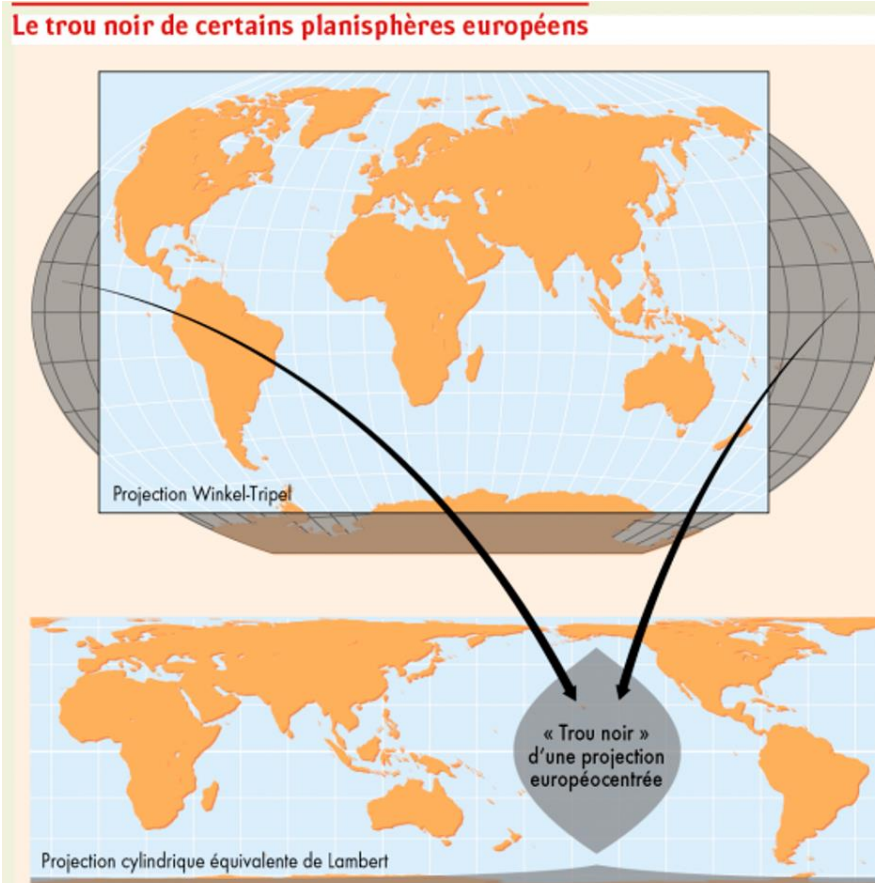 Le trou noir de certains planisphères européens
Projection Winkel-Tripel
« Trou noir »
d'une projection
européocentrée
Projection cylindrique équivalente de Lambert